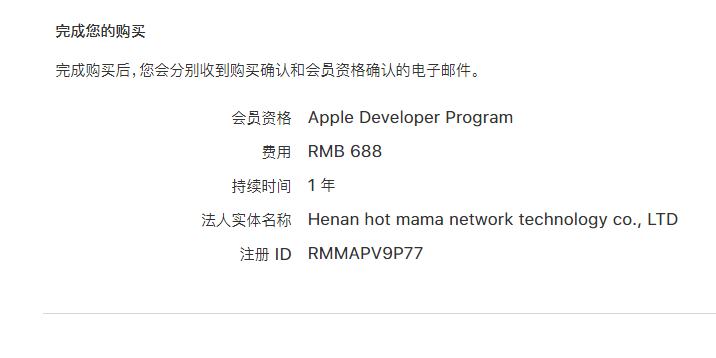 完成您的购买
完成购买后，您会分别收到购买确认和会员资格确认的电子邮件。
会员资格 Apple Developer Program
费用 RMB 688
持续时间 1 年
法人实体名称 Henan hot mama network technology co., LTD
注册 ID RMMAPV9P77